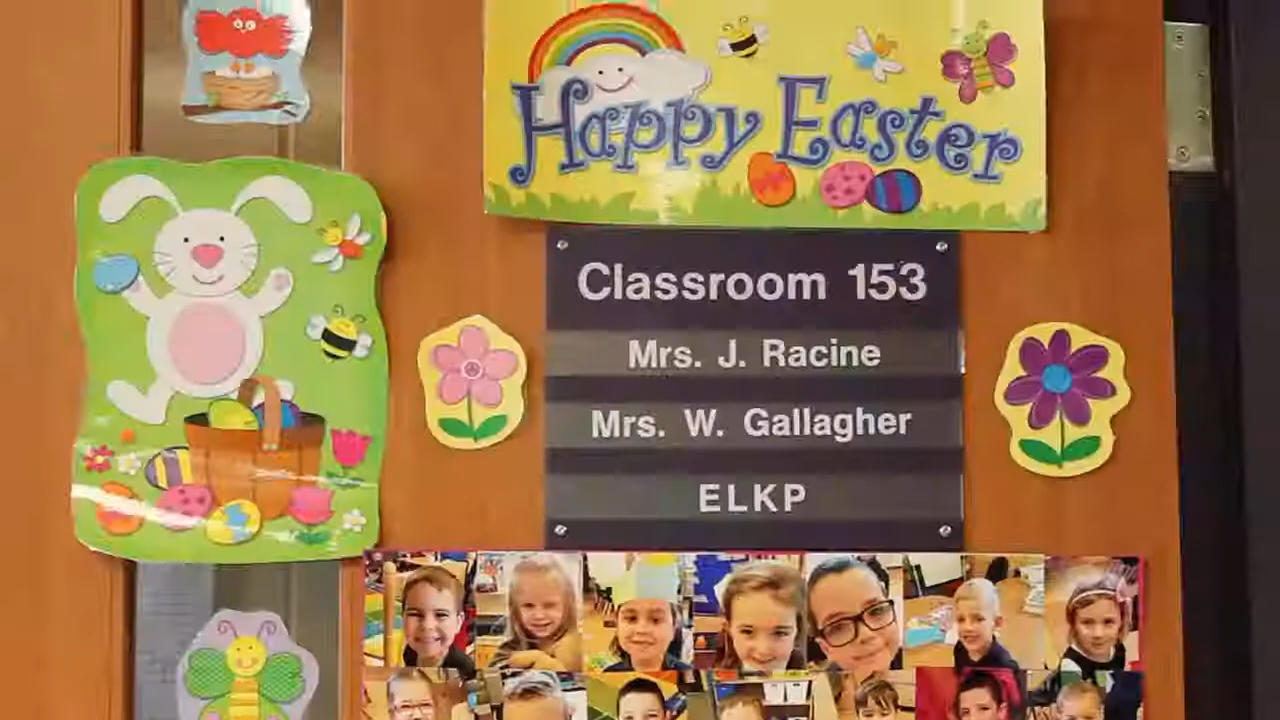 Happy Easter
Classroom 153
Mrs. J. Racine
Mrs. W. Gallagher
ELKP